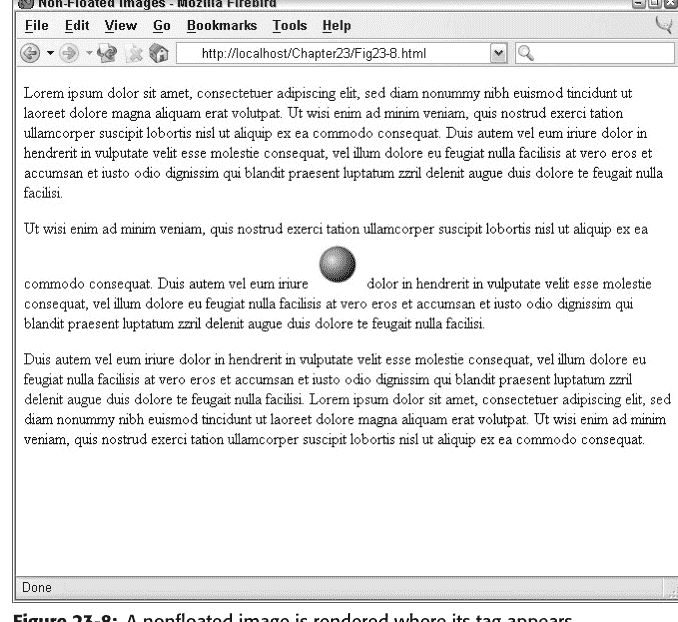 Non-Floated Images - Mozilla Firebird
File Edit View Go Bookmarks Tools Help
http://localhost/Chapter23/Fig23-8.html
Lorem ipsum dolor sit amet, consectetuer adipiscing elit, sed diam nonummy nibh euismod tincidunt ut
laoreet dolore magna aliquam erat volutpat. Ut wisi enim ad minim veniam, quis nostrud exerci tation
ullamcorper suscipit lobortis nisl ut aliquip ex ea commodo consequat. Duis autem vel eum iriure dolor in
hendrerit in vulputate velit esse molestie consequat, vel illum dolore eu feugiat nulla facilisis at vero eros et
accumsan et iusto odio dignissim qui blandit praesent luptatum zzril delenit augue duis dolore te feugait nulla
facilisi.
Ut wisi enim ad minim veniam, quis nostrud exerci tation ullamcorper suscipit lobortis nisl ut aliquip ex ea
commodo consequat. Duis autem vel eum iriure dolor in hendrerit in vulputate velit esse molestie
consequat, vel illum dolore eu feugiat nulla facilisis at vero eros et accumsan et iusto odio dignissim qui
blandit praesent luptatum zzril delenit augue duis dolore te feugait nulla facilisi.
Duis autem vel eum iriure dolor in hendrerit in vulputate velit esse molestie consequat, vel illum dolore eu
feugiat nulla facilisis at vero eros et accumsan et iusto odio dignissim qui blandit praesent luptatum zzril
delenit augue duis dolore te feugait nulla facilisi. Lorem ipsum dolor sit amet, consectetuer adipiscing elit, sed
diam nonummy nibh euismod tincidunt ut laoreet dolore magna aliquam erat volutpat. Ut wisi enim ad minim
veniam, quis nostrud exerci tation ullamcorper suscipit lobortis nisl ut aliquip ex ea commodo consequat.
Done
Figure 23-8: A nonfloated image is rendered where its tag appears